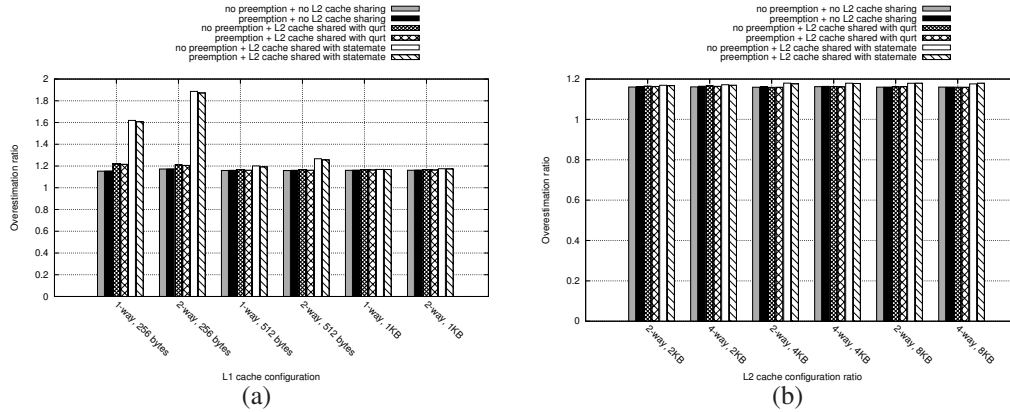 no preemption + no L2 cache sharing
preemption + no L2 cache sharing
no preemption + L2 cache shared with qurt
preemption + L2 cache shared with qurt
no preemption + L2 cache shared with statemate
preemption + L2 cache shared with statemate
2
1.8
1.6
1.4
1.2
1
0.8
0.6
0.4
0.2
0
Overestimation ratio
1-way, 256 bytes
2-way, 256 bytes
1-way, 512 bytes
2-way, 512 bytes
1-way, 1KB
2-way, 1KB
L1 cache configuration
(a)
no preemption + no L2 cache sharing
preemption + no L2 cache sharing
no preemption + L2 cache shared with qurt
preemption + L2 cache shared with qurt
no preemption + L2 cache shared with statemate
preemption + L2 cache shared with statemate
1.2
1
0.8
0.6
0.4
0.2
0
Overestimation ratio
2-way, 2KB
4-way, 2KB
2-way, 4KB
4-way, 4KB
2-way, 8KB
4-way, 8KB
L2 cache configuration ratio
(b)